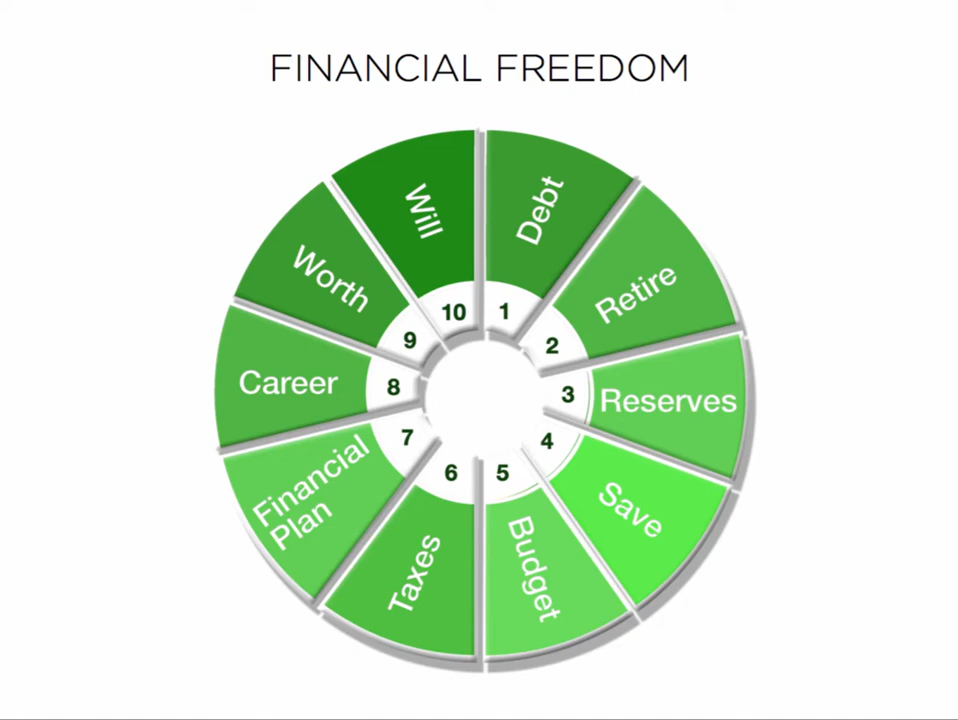 FINANCIAL FREEDOM
Debt
1
Retire
2
Reserves
3
Save
4
Budget
5
Taxes
6
Financial
Plan
7
Career
8
Worth
9
Will
10